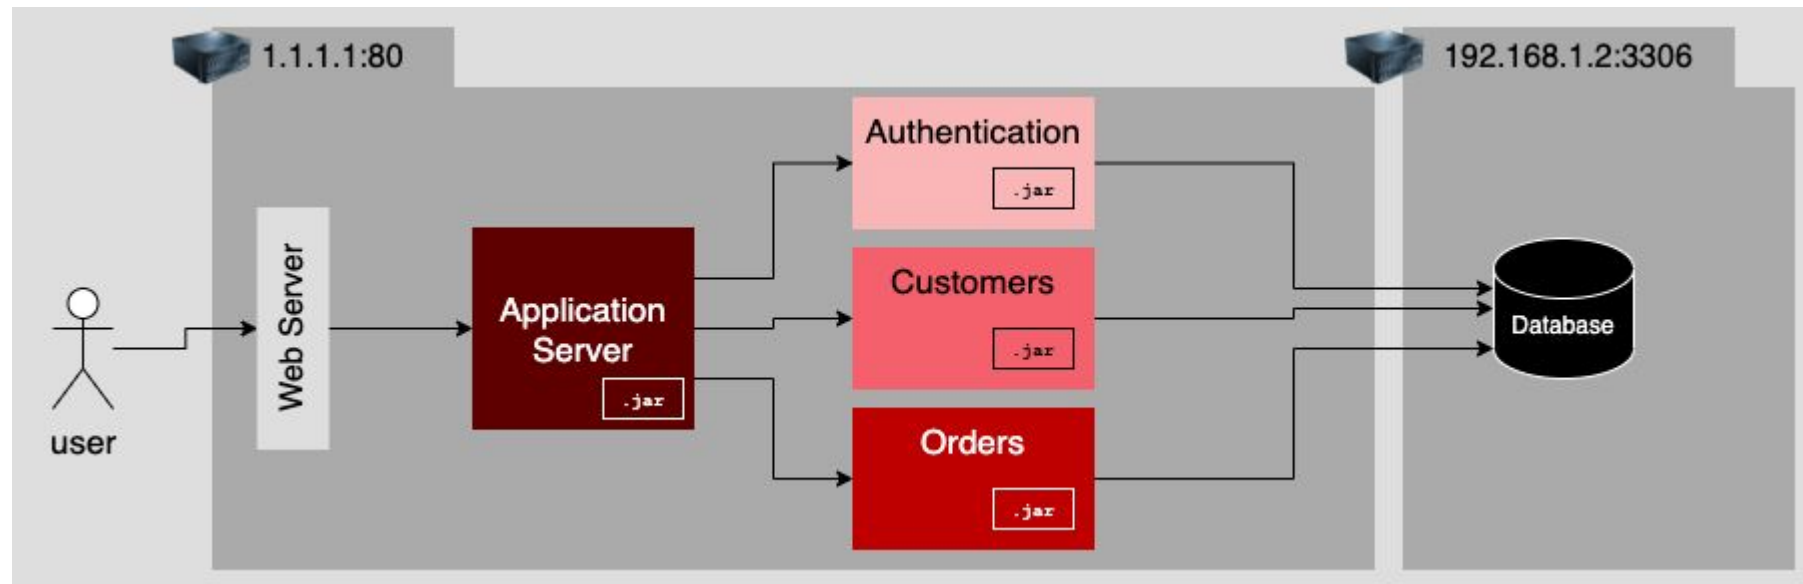 1.1.1.1:80
192.168.1.2:3306
user
Web Server
Application
Server
.jar
Authentication
.jar
Customers
.jar
Orders
.jar
Database